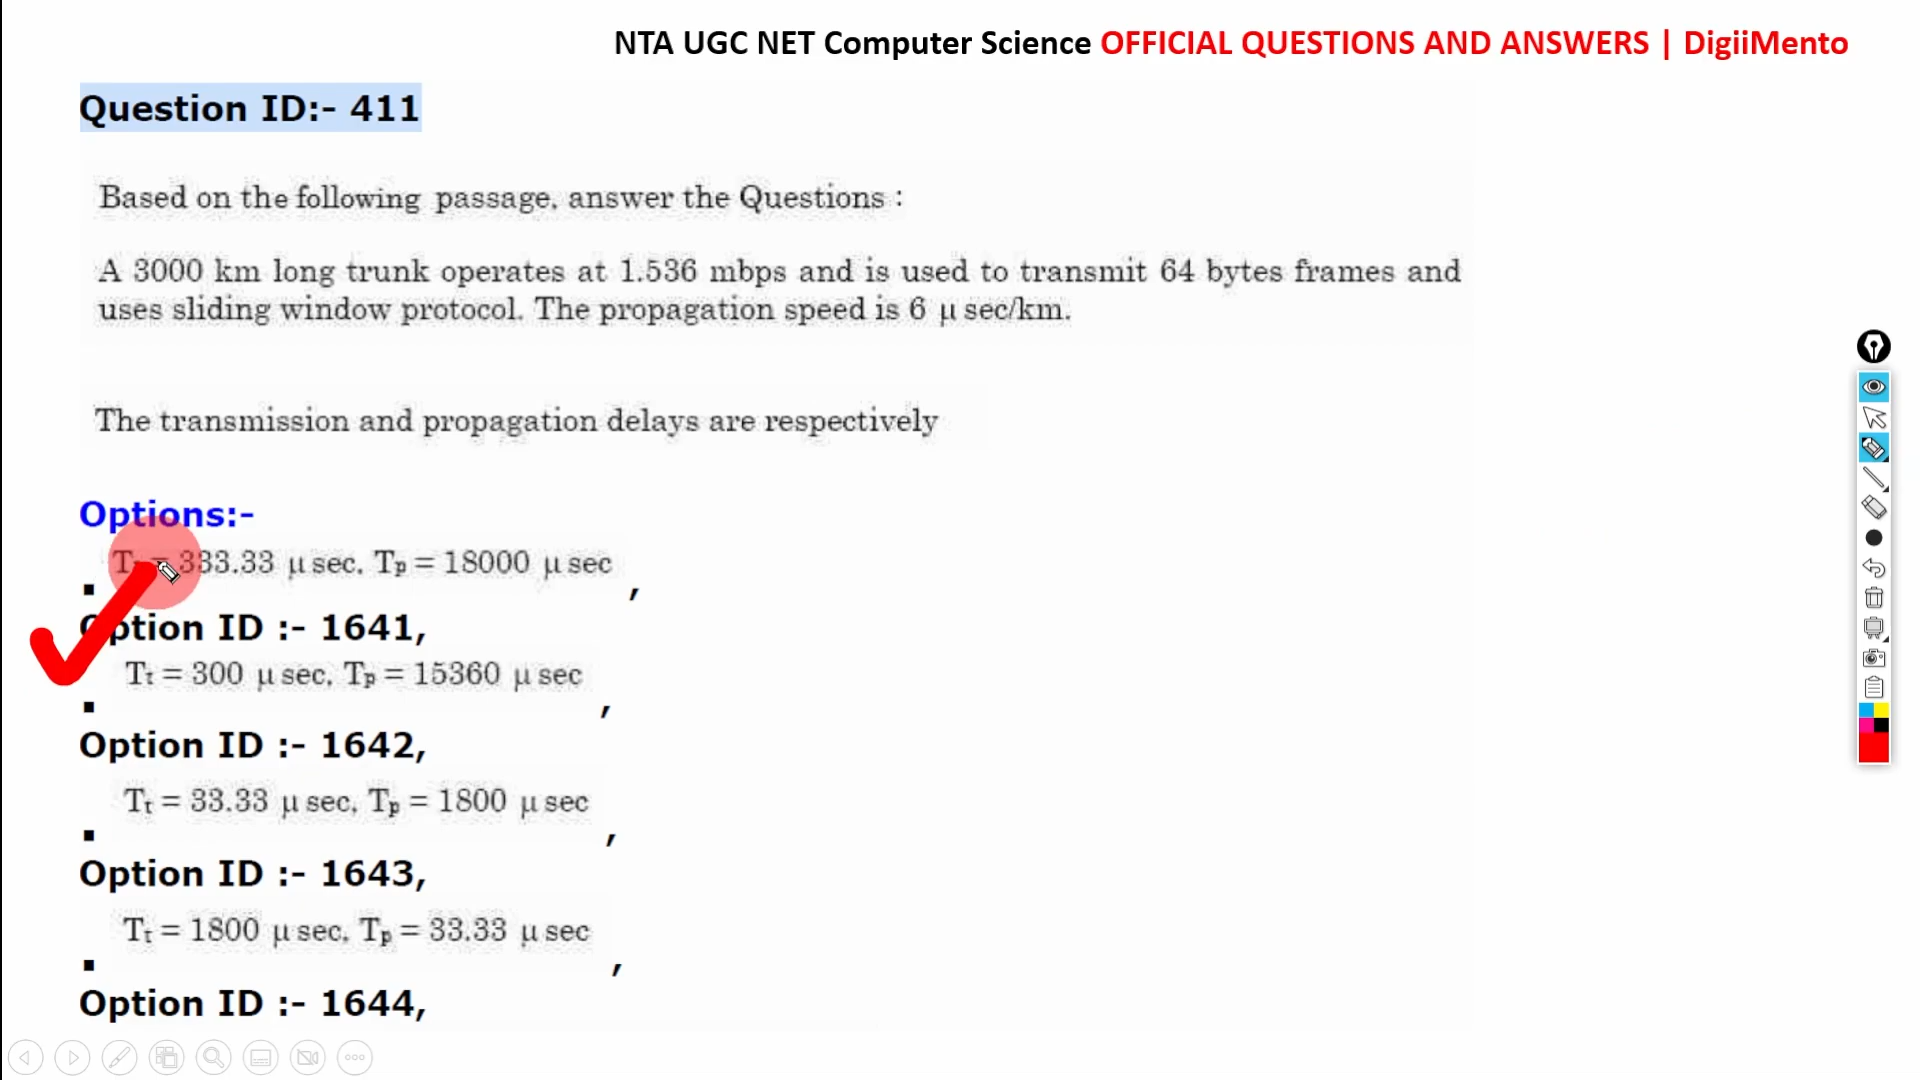 NTA UGC NET Computer Science OFFICIAL QUESTIONS AND ANSWERS | DigiiMento
Question ID:- 411
Based on the following passage, answer the Questions :
A 3000 km long trunk operates at 1.536 mbps and is used to transmit 64 bytes frames and
uses sliding window protocol. The propagation speed is 6 μ sec/km.
The transmission and propagation delays are respectively
Options:-
Tt = 333.33 μ sec, Tp = 18000 μ sec ,
Option ID :- 1641,
Tt = 300 μ sec, Tp = 15360 μ sec ,
Option ID :- 1642,
Tt = 33.33 μ sec, Tp = 1800 μ sec ,
Option ID :- 1643,
Tt = 1800 μ sec, Tp = 33.33 μ sec ,
Option ID :- 1644,